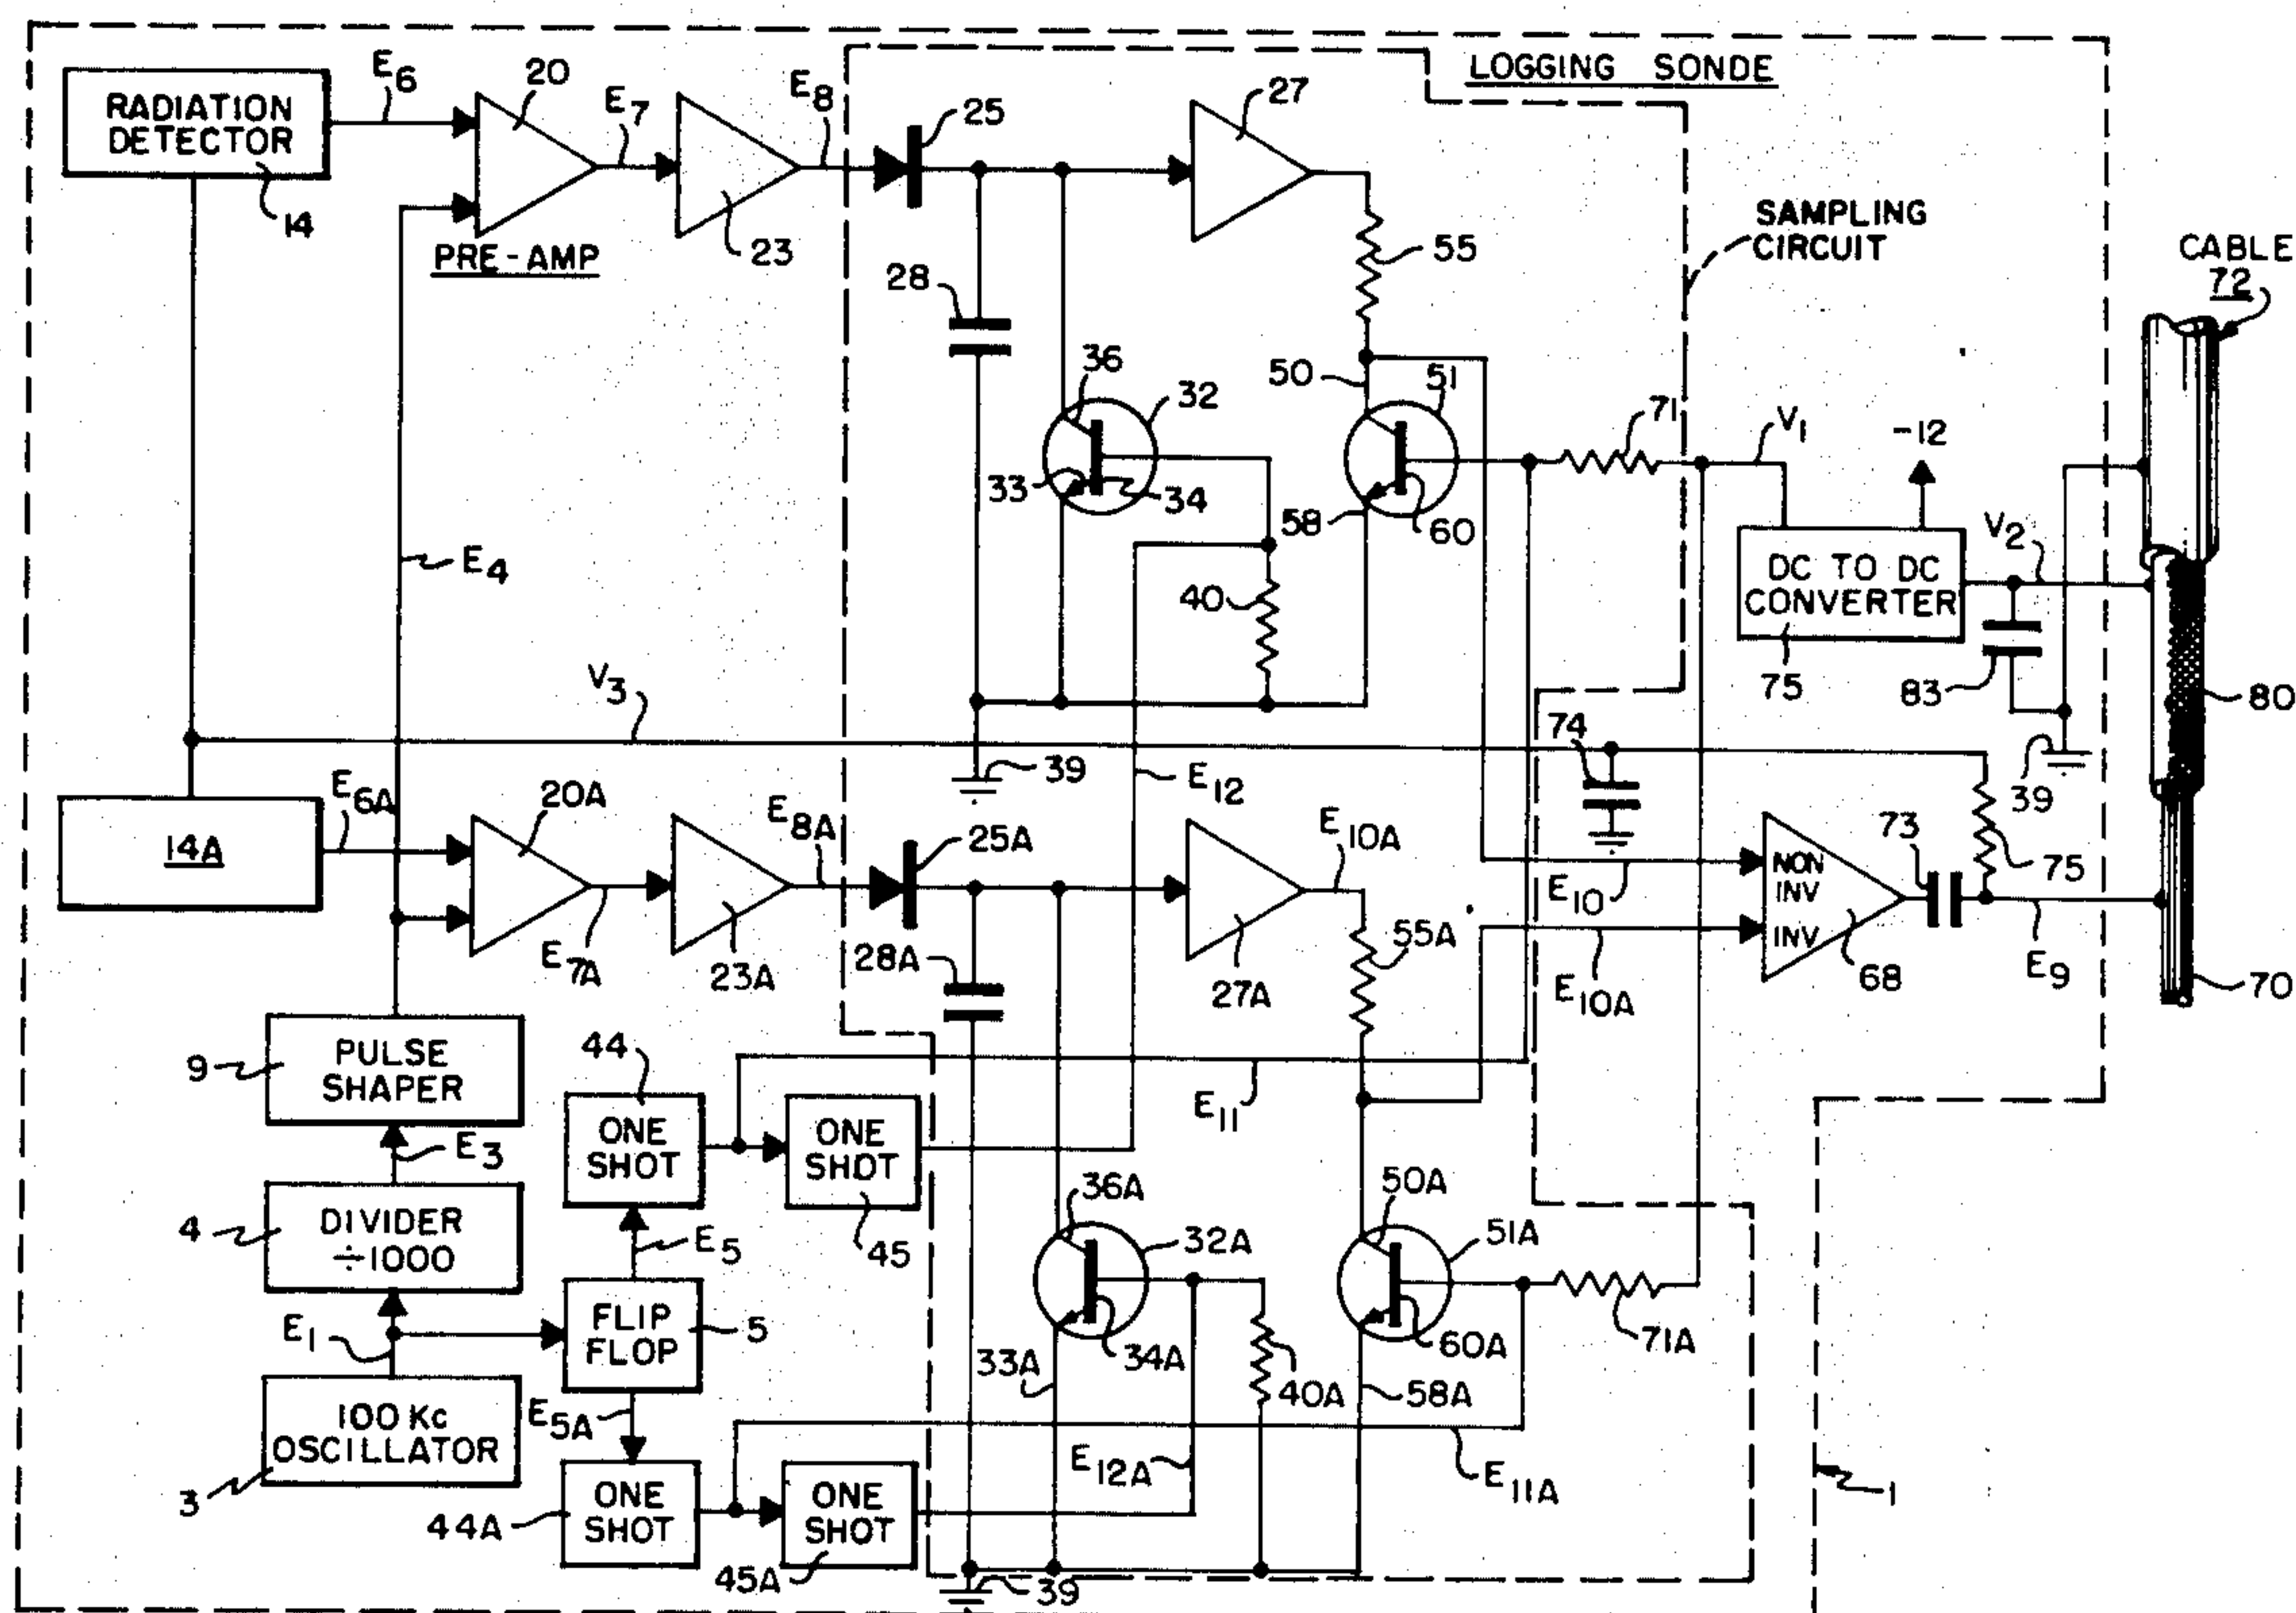 LOGGING SONDE
RADIATION
DETECTOR
14
E6
20
E7
PRE-AMP
23
E8
25
27
28
55
SAMPLING
CIRCUIT
CABLE
72
36
32
33
34
50
51
58
60
71
V1
-12
V2
DC TO DC
CONVERTER
75
83
80
39
40
E4
V3
39
E12
74
14A
E6A
20A
E7A
23A
E8A
25A
28A
27A
E10A
55A
E10
E10A
NON
INV
INV
68
73
75
E9
70
PULSE
SHAPER
9
E3
DIVIDER
÷1000
4
E1
100 Kc
OSCILLATOR
3
44
ONE
SHOT
ONE
SHOT
45
E11
E5
FLIP
FLOP
5
E5A
ONE
SHOT
44A
ONE
SHOT
45A
36A
32A
33A
34A
E12A
40A
50A
51A
60A
58A
71A
E11A
39
1